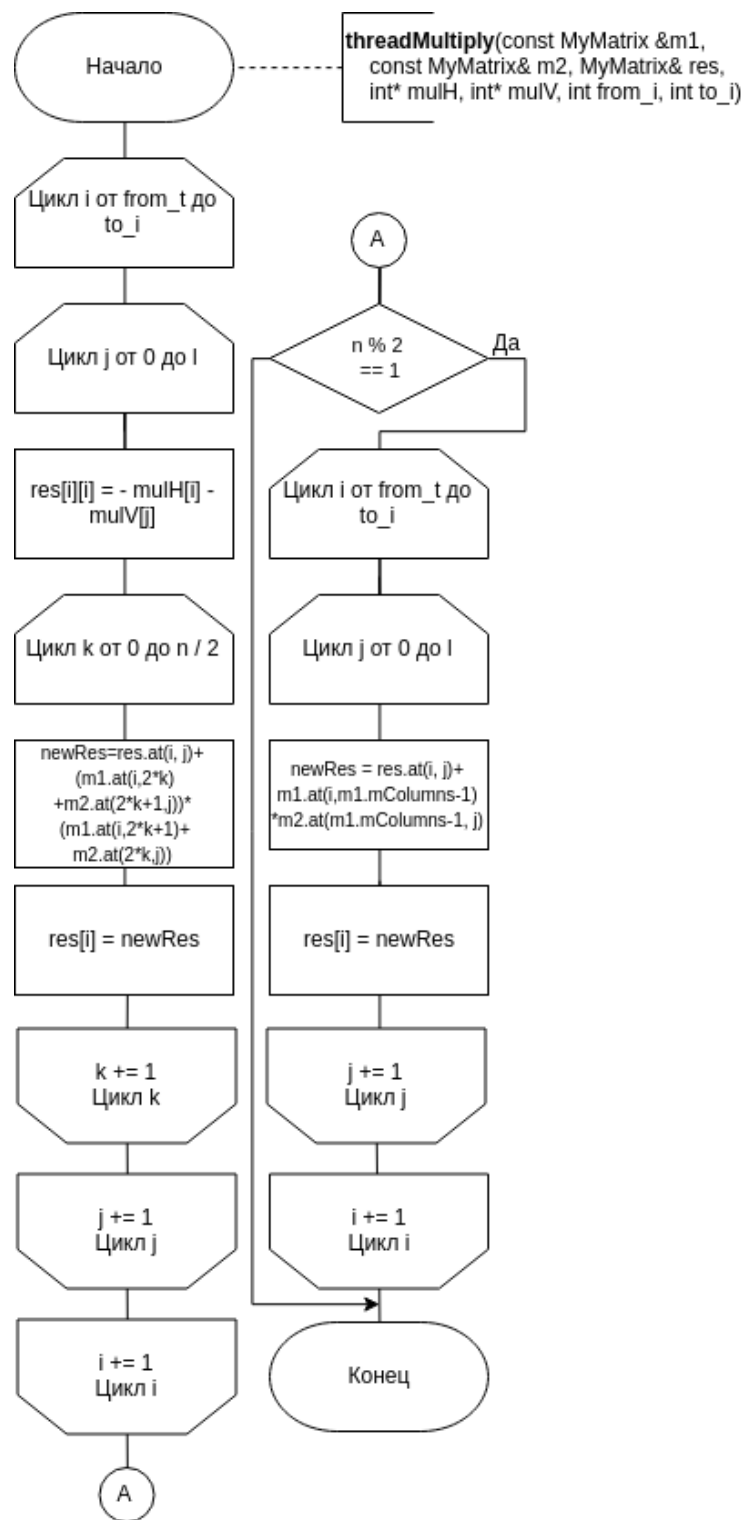 Начало
threadMultiply(const MyMatrix &m1,
const MyMatrix& m2, MyMatrix& res,
int* mulH, int* mulV, int from_i, int to_i)
Цикл i от from_t до
to_i
Цикл j от 0 до l
res[i][i] = - mulH[i] -
mulV[j]
Цикл k от 0 до n / 2
newRes=res.at(i, j)+
(m1.at(i,2*k)
+m2.at(2*k+1,j))*
(m1.at(i,2*k+1)+
m2.at(2*k,j))
res[i] = newRes
k += 1
Цикл k
j += 1
Цикл j
i += 1
Цикл i
A
A
n % 2
== 1
Да
Цикл i от from_t до
to_i
Цикл j от 0 до l
newRes = res.at(i, j)+
m1.at(i,m1.mColumns-1)
*m2.at(m1.mColumns-1, j)
res[i] = newRes
j += 1
Цикл j
i += 1
Цикл i
Конец